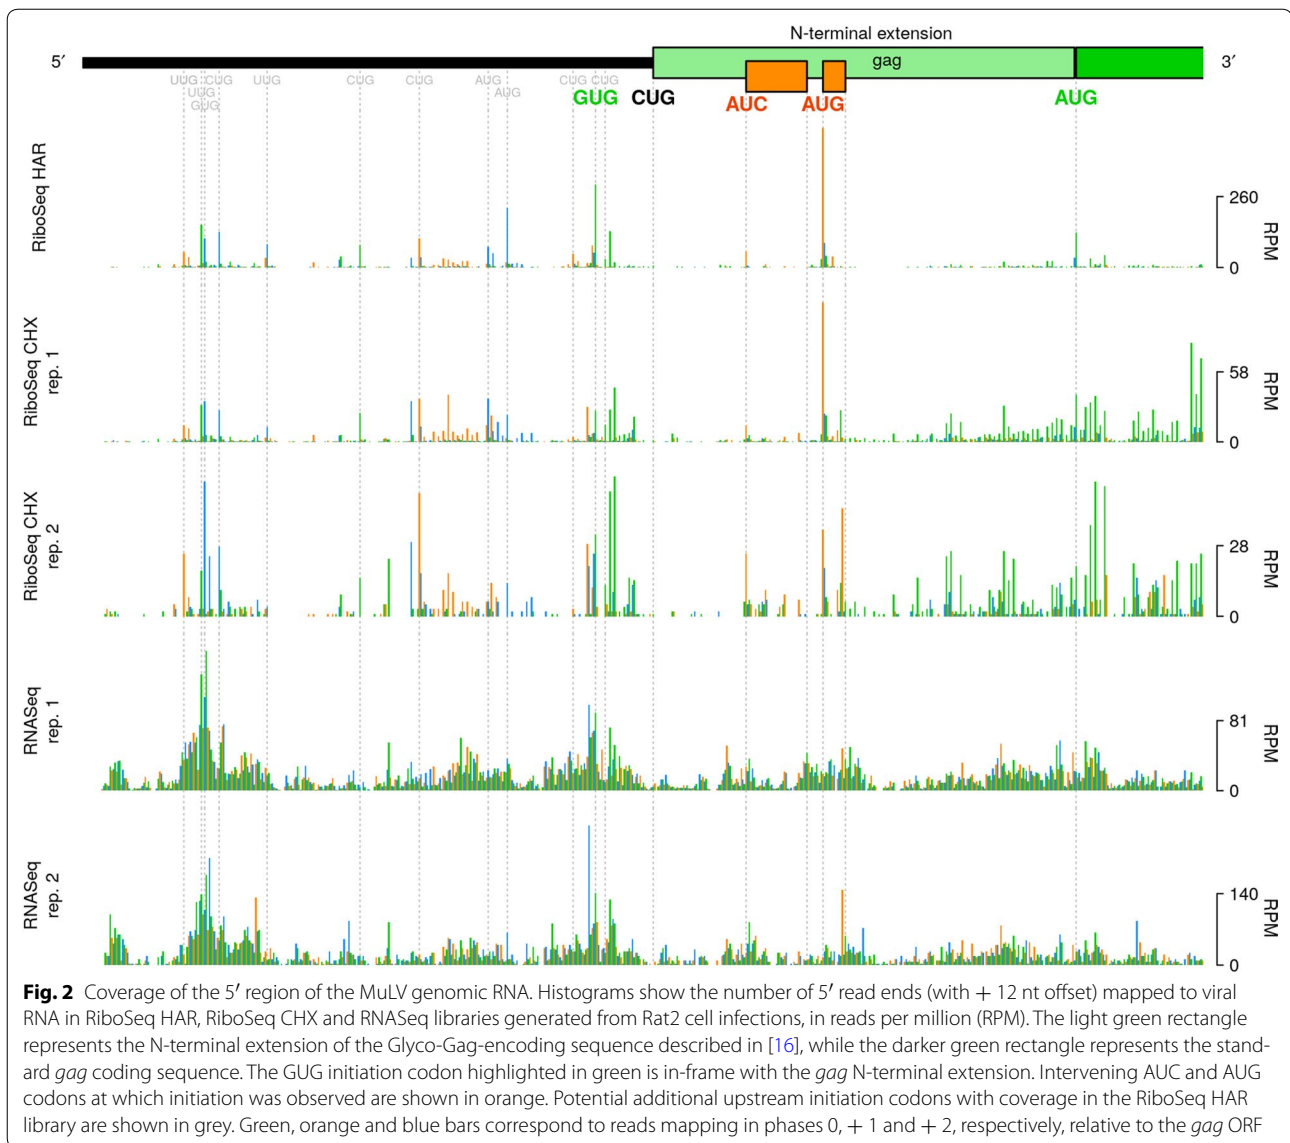 N-terminal extension
5′
gag
3′
UUG CUG UUG CUG CUG AUG CUG CUG
UUG AUG
GUG
GUG CUG AUC AUG AUG
RiboSeq HAR
260
0
RPM
RiboSeq CHX
rep. 1
58
0
RPM
RiboSeq CHX
rep. 2
28
0
RPM
RNASeq
rep. 1
81
0
RPM
RNASeq
rep. 2
140
0
RPM
Fig. 2 Coverage of the 5′ region of the MuLV genomic RNA. Histograms show the number of 5′ read ends (with + 12 nt offset) mapped to viral
RNA in RiboSeq HAR, RiboSeq CHX and RNASeq libraries generated from Rat2 cell infections, in reads per million (RPM). The light green rectangle
represents the N-terminal extension of the Glyco-Gag-encoding sequence described in [16], while the darker green rectangle represents the stand-
ard gag coding sequence. The GUG initiation codon highlighted in green is in-frame with the gag N-terminal extension. Intervening AUC and AUG
codons at which initiation was observed are shown in orange. Potential additional upstream initiation codons with coverage in the RiboSeq HAR
library are shown in grey. Green, orange and blue bars correspond to reads mapping in phases 0, + 1 and + 2, respectively, relative to the gag ORF